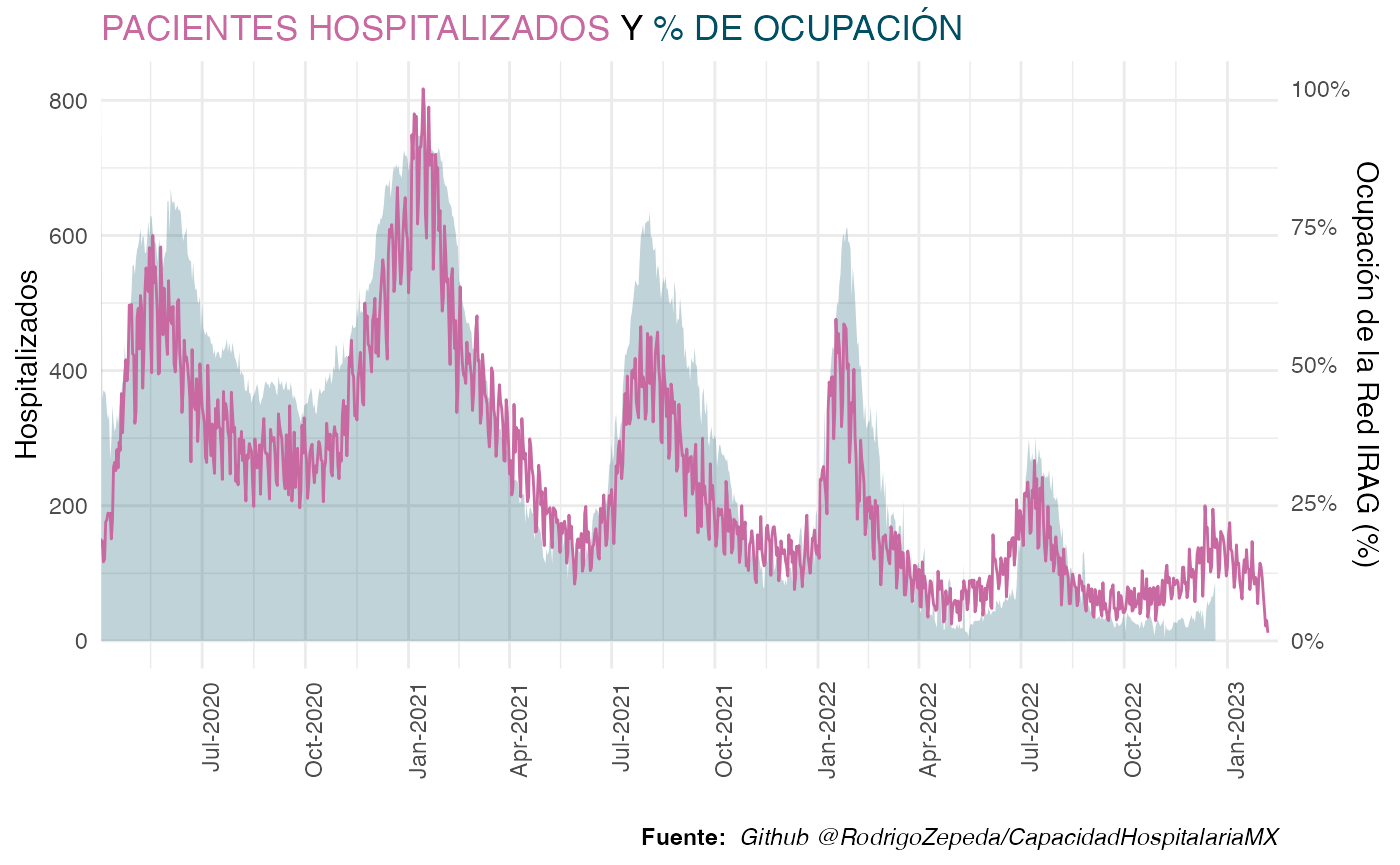 PACIENTES HOSPITALIZADOS Y % DE OCUPACIÓN
Hospitalizados
800
600
400
200
0
100%
75%
50%
25%
0%
Ocupación de la Red IRAG (%)
Jul-2020
Oct-2020
Jan-2021
Apr-2021
Jul-2021
Oct-2021
Jan-2022
Apr-2022
Jul-2022
Oct-2022
Jan-2023
Fuente: Github @RodrigoZepeda/CapacidadHospitalariaMX